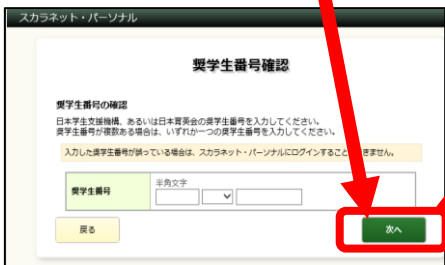 スカラネット・パーソナル
奨学生番号確認
奨学生番号の確認
日本学生支援機構、あるいは日本育英会の奨学生番号を入力してください。
奨学生番号が複数ある場合は、いずれか一つの奨学生番号を入力してください。
入力した奨学生番号が誤っている場合は、スカラネット・パーソナルにログインすること　きません。
半角文字
奨学生番号
戻る
次へ